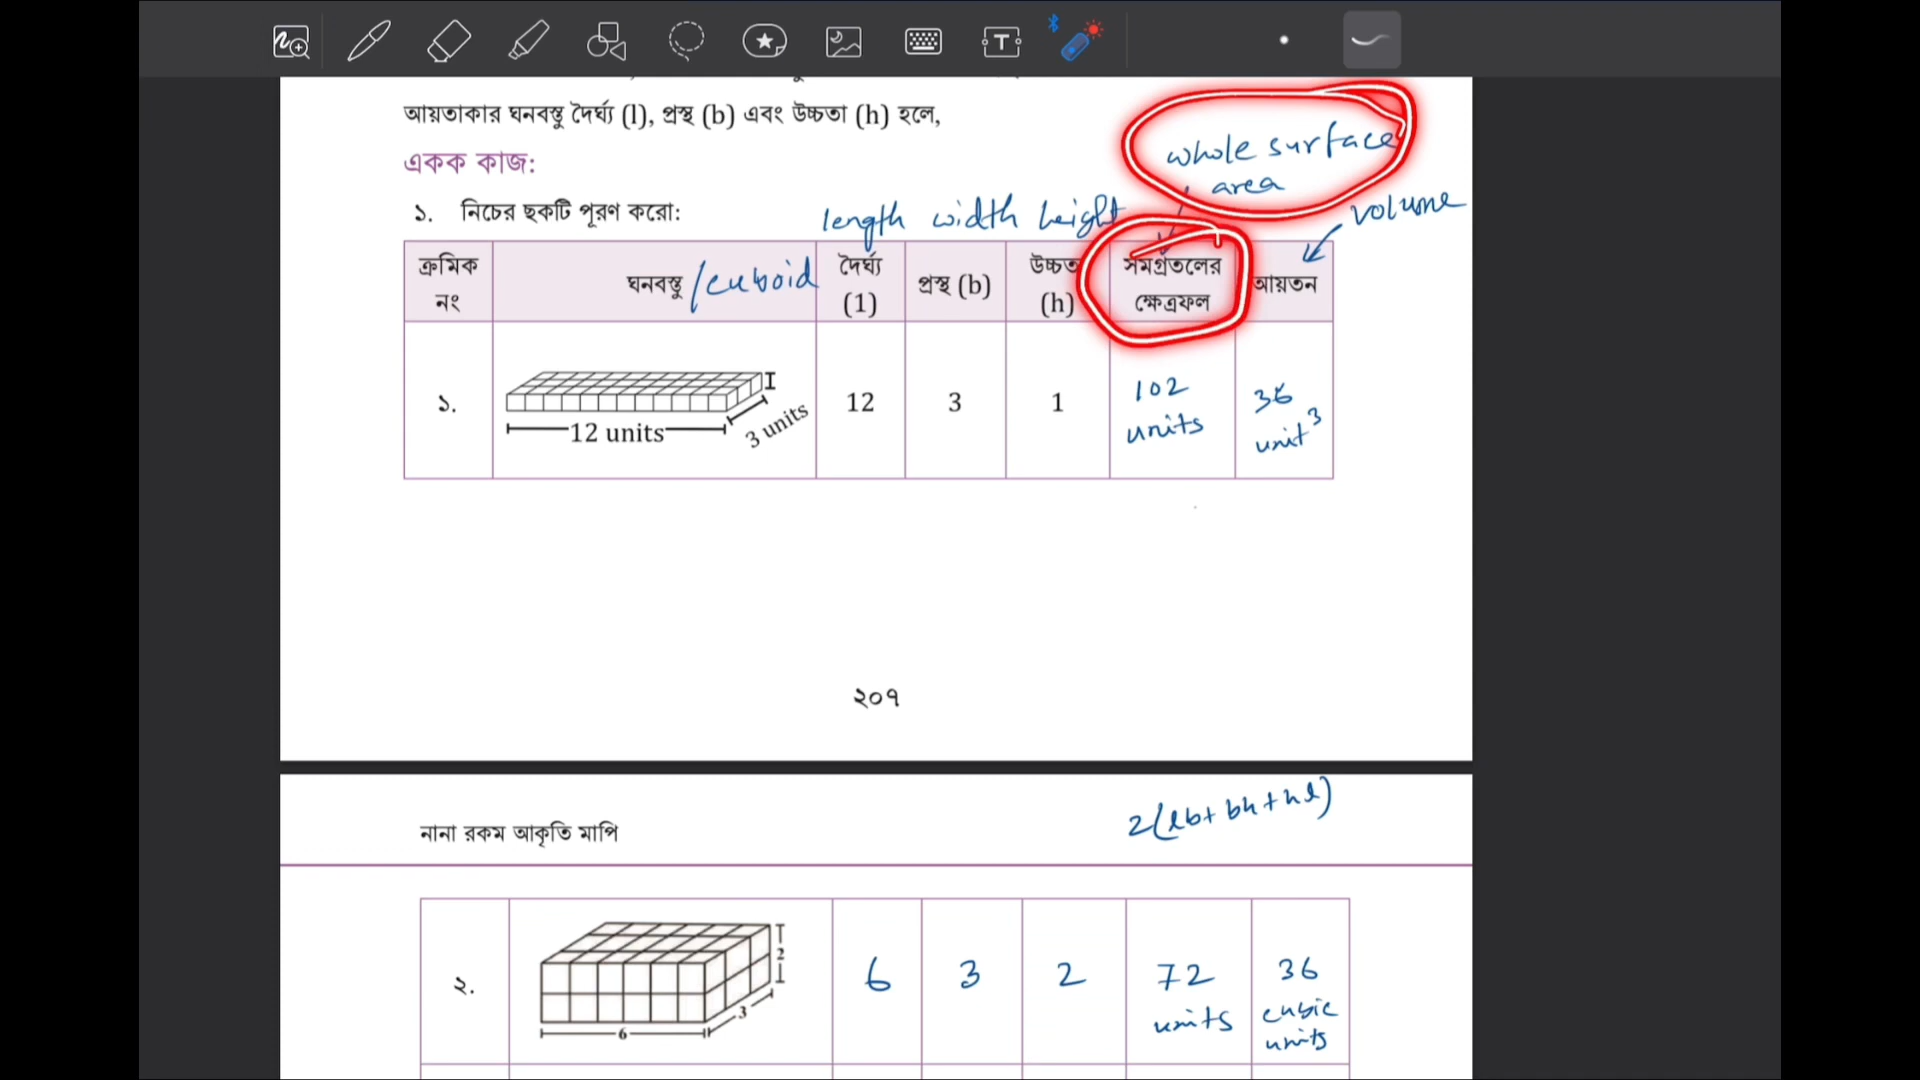 আয়তাকার ঘনবস্তু দৈর্ঘ্য (l), প্রস্থ (b) এবং উচ্চতা (h) হলে,
whole surface
area
একক কাজ:
১. নিচের ছকটি পূরণ করো:
length width height
volume
ক্রমিক নং
ঘনবস্তু /cuboid
দৈর্ঘ্য (1)
প্রস্থ (b)
উচ্চত (h)
সমগ্রতলের ক্ষেত্রফল
আয়তন
১.
12 units
3 units
12
3
1
102 units
36 unit³
২০৭
নানা রকম আকৃতি মাপি
2(lb+bh+hl)
২.
6
3
2
6
3
2
72 units
36 cubic units